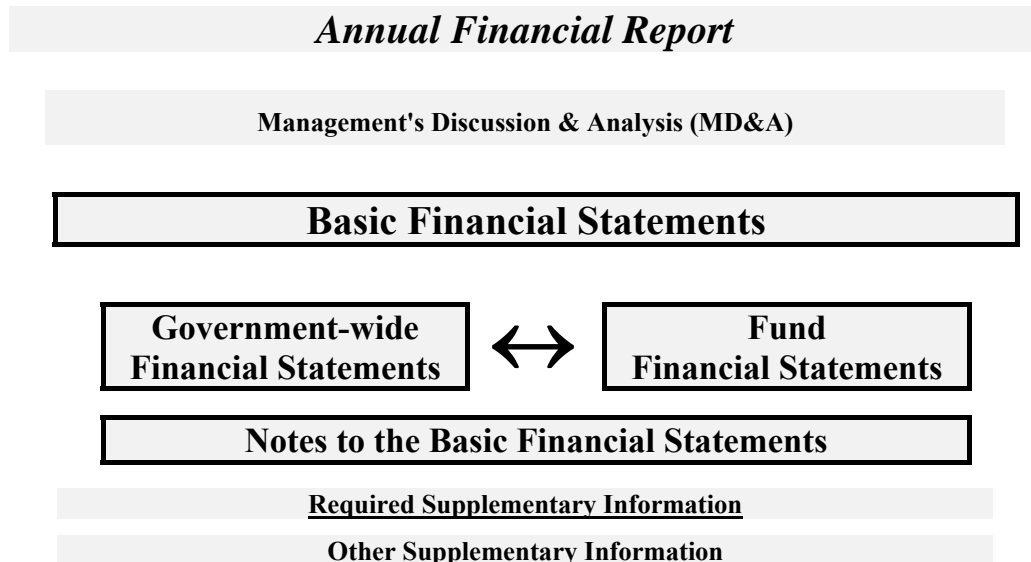 Annual Financial Report
Management's Discussion & Analysis (MD&A)
Basic Financial Statements
Government-wide
Financial Statements
Fund
Financial Statements
Notes to the Basic Financial Statements
Required Supplementary Information
Other Supplementary Information